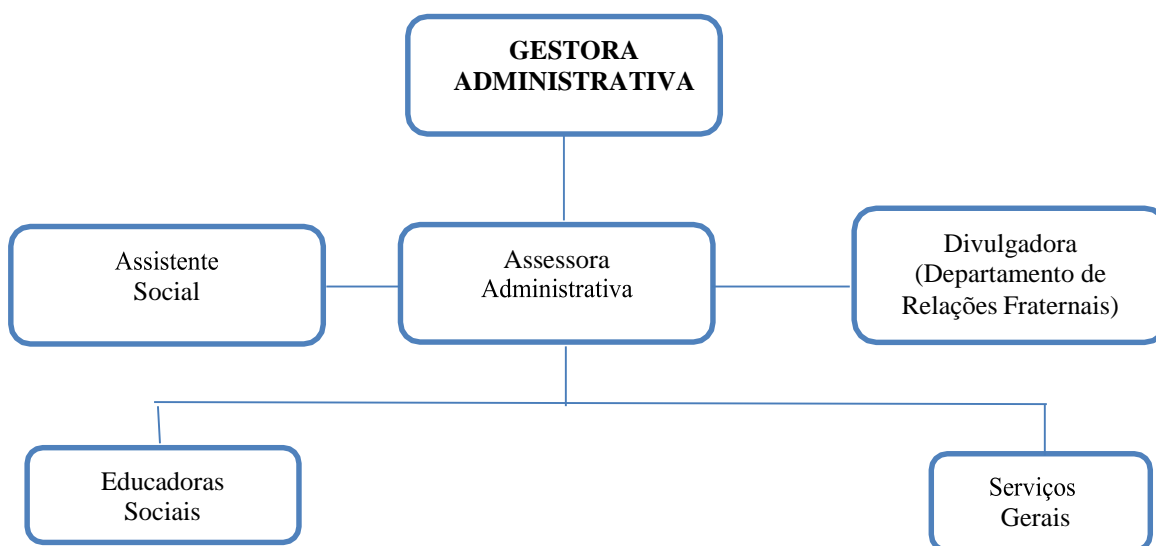 GESTORA
ADMINISTRATIVA
Assistente
Social
Assessora
Administrativa
Divulgadora
(Departamento de
Relações Fraternais)
Educadoras
Sociais
Serviços
Gerais